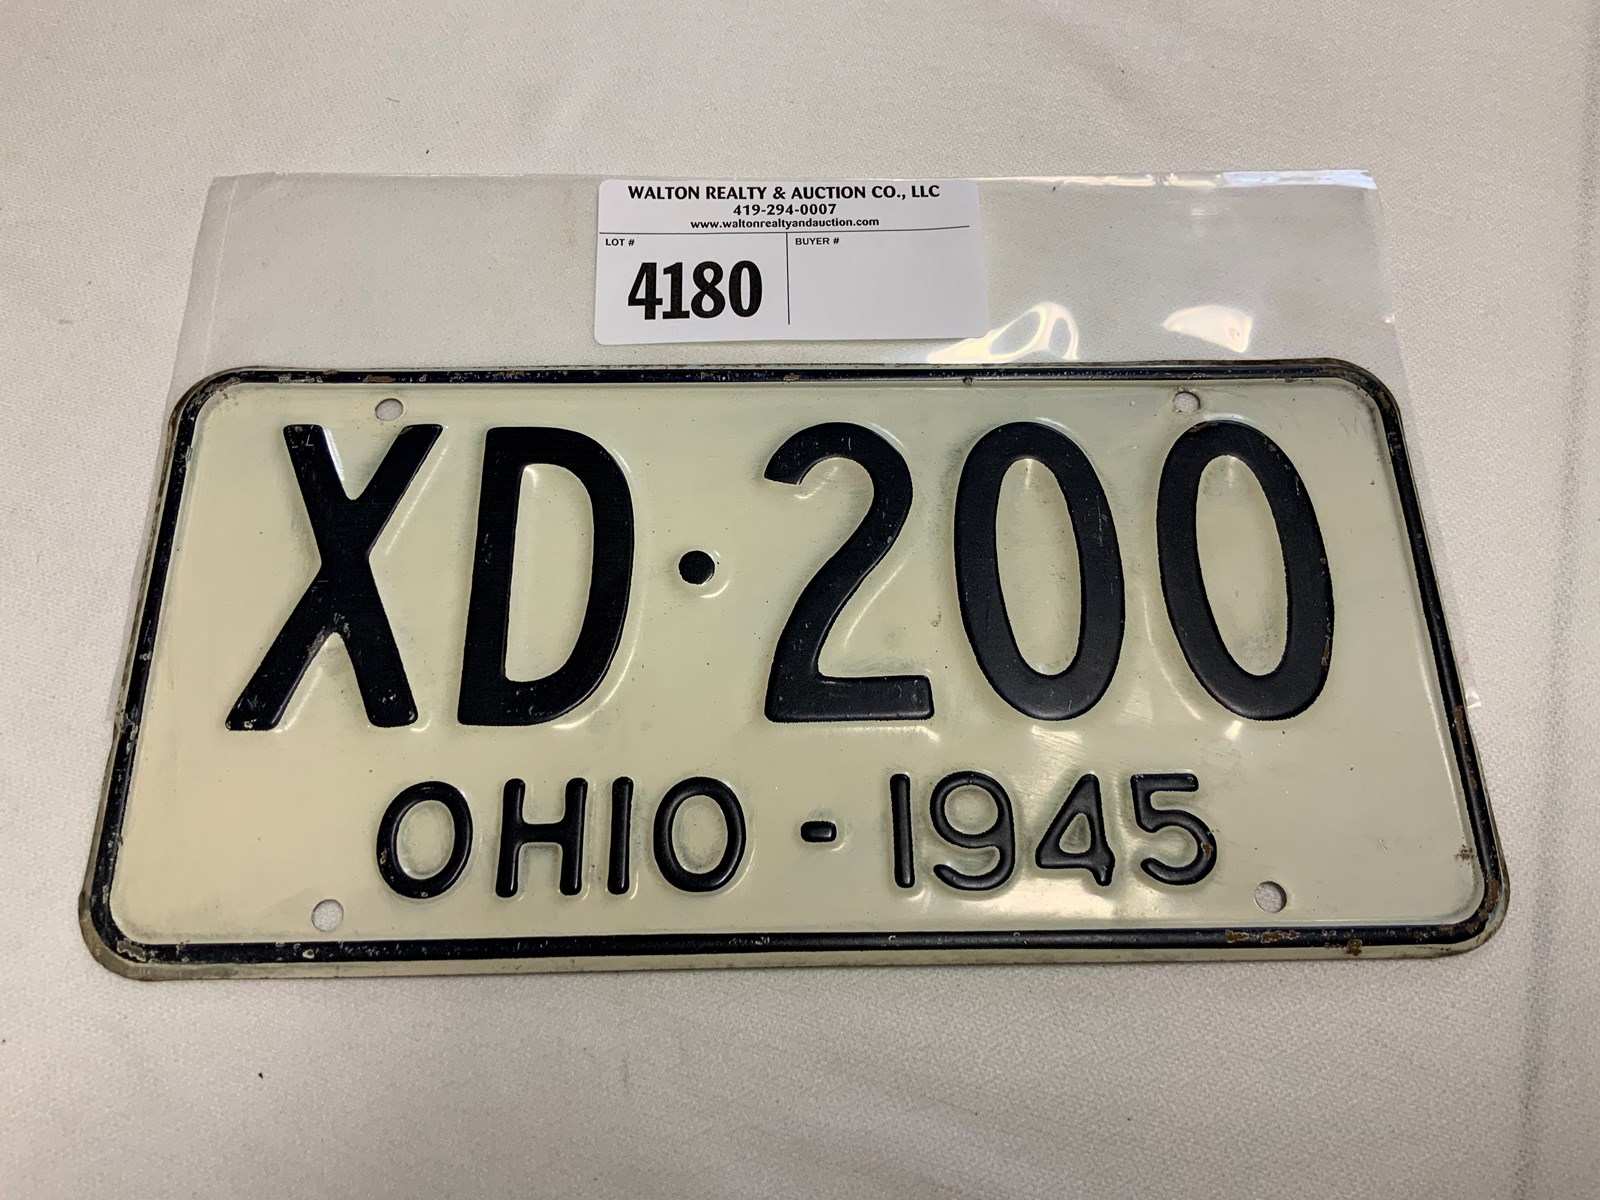 WALTON REALTY & AUCTION CO., LLC
419-294-0007
www.waltonrealtyandauction.com
LOT # BUYER #
4180
XD·200
OHIO - 1945